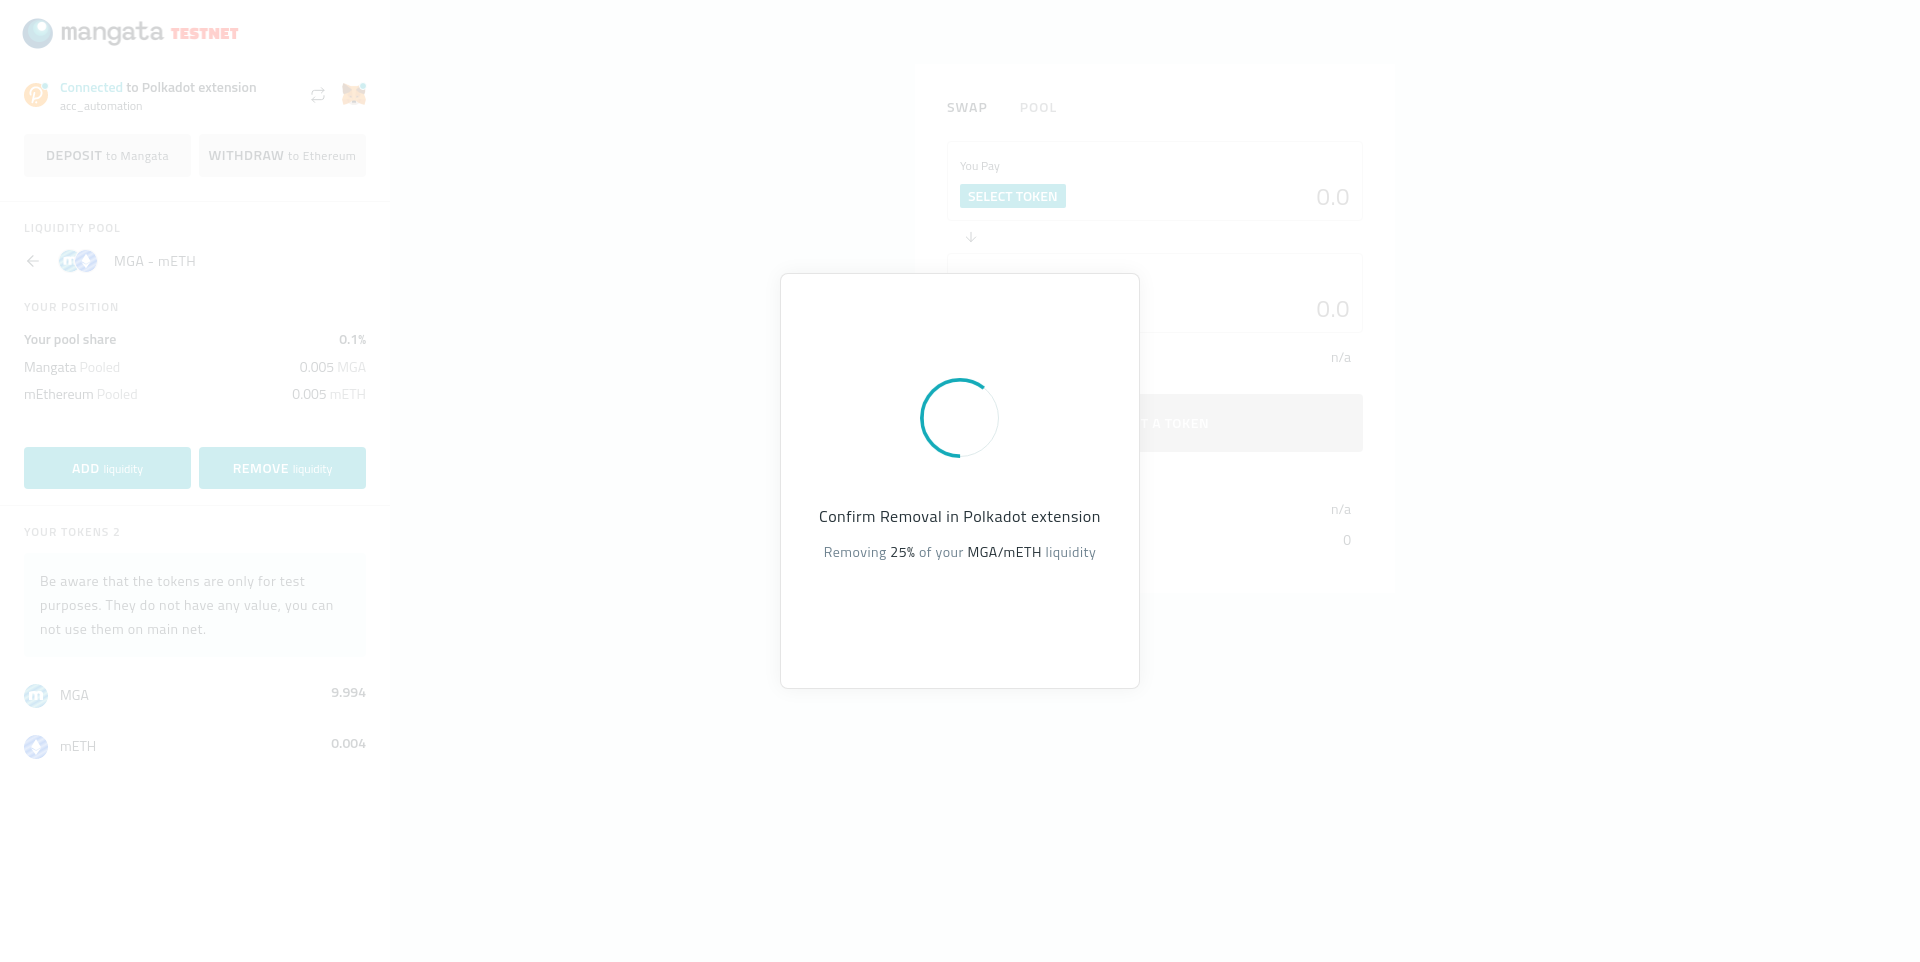 mangata TESTNET
Connected to Polkadot extension
acc_automation
DEPOSIT to Mangata
WITHDRAW to Ethereum
LIQUIDITY POOL
MGA - mETH
YOUR POSITION
Your pool share 0.1%
Mangata Pooled 0.005 MGA
mEthereum Pooled 0.005 mETH
ADD liquidity
REMOVE liquidity
YOUR TOKENS 2
Be aware that the tokens are only for test
purposes. They do not have any value, you can
not use them on main net.
MGA 9.994
mETH 0.004
SWAP POOL
You Pay
SELECT TOKEN 0.0
0.0
n/a
T A TOKEN
n/a
0
Confirm Removal in Polkadot extension
Removing 25% of your MGA/mETH liquidity